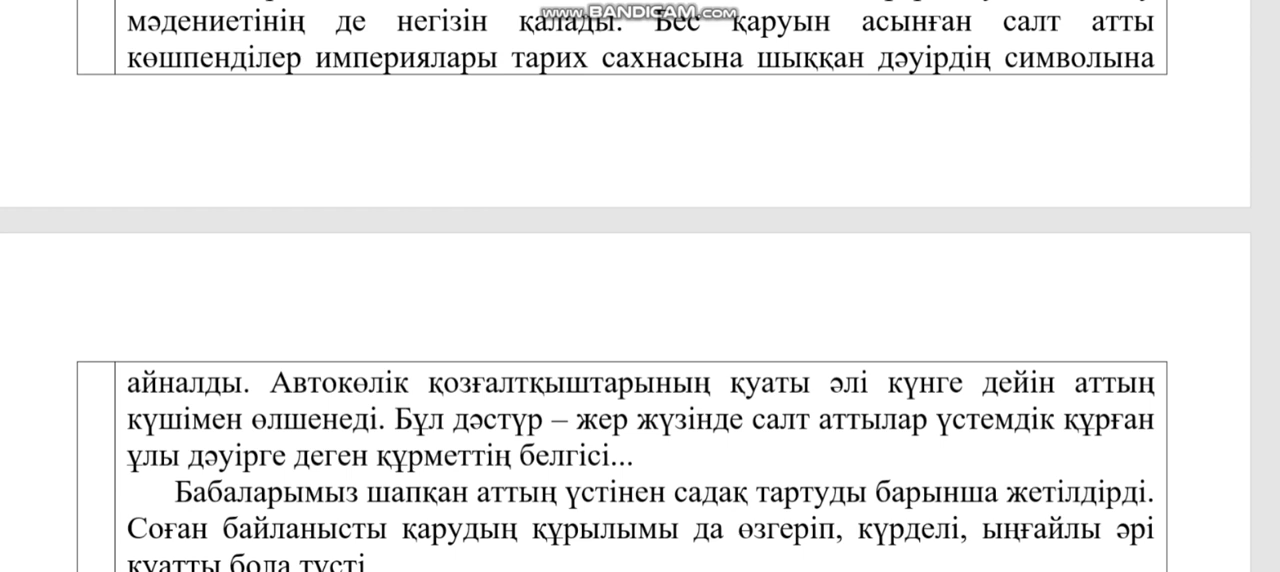 www.BANDICAM.com
мәдениетінің де негізін қалады. Бес қаруын асынған салт атты
көшпенділер империялары тарих сахнасына шыққан дәуірдің символына
айналды. Автокөлік қозғалтқыштарының қуаты әлі күнге дейін аттың
күшімен өлшенеді. Бұл дәстүр – жер жүзінде салт аттылар үстемдік құрған
ұлы дәуірге деген құрметтің белгісі...
Бабаларымыз шапқан аттың үстінен садақ тартуды барынша жетілдірді.
Соған байланысты қарудың құрылымы да өзгеріп, күрделі, ыңғайлы әрі
қуатты бола түсті